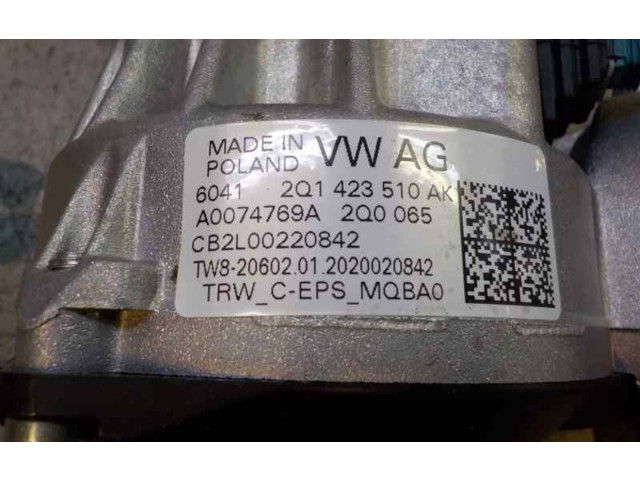 MADE IN
POLAND VW AG
6041 2Q1 423 510 AK
A0074769A 2Q0 065
CB2L00220842
TW8-20602.01.2020020842
TRW_C-EPS_MQBA0